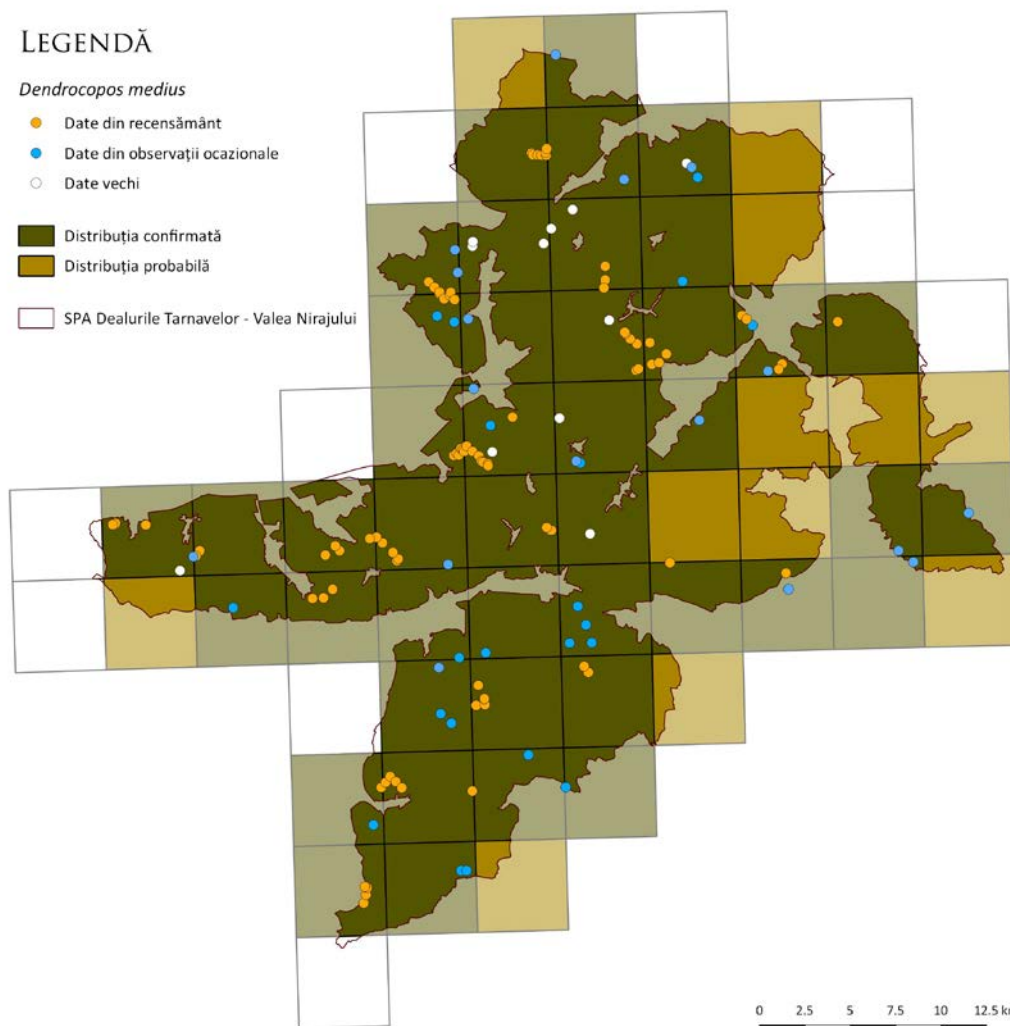 LEGENDĂ
Dendrocopos medius
Date din recensământ
Date din observații ocazionale
Date vechi
Distribuția confirmată
Distribuția probabilă
SPA Dealurile Tarnavelor - Valea Nirajului
0 2.5 5 7.5 10 12.5 km